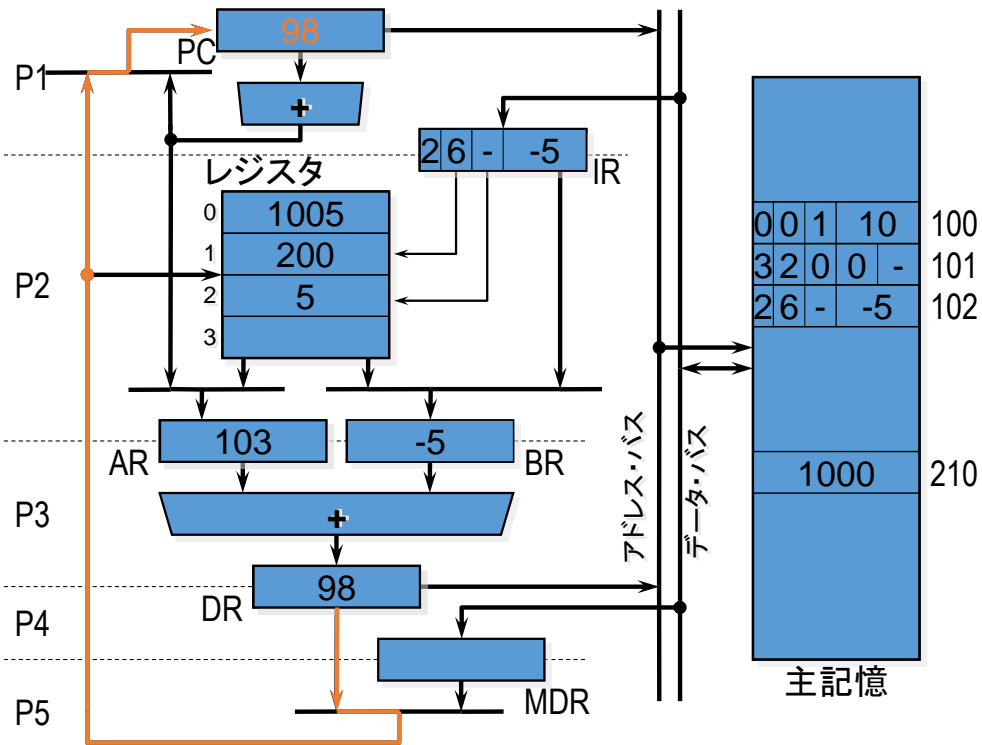 98
PC
P1
+
2 6 - -5
IR
レジスタ
0 1005
1 200
2 5
3
P2
0 0 1 10 100
3 2 0 0 - 101
2 6 - -5 102
103
AR
-5
BR
アドレス・バス
データ・バス
1000 210
P3
+
98
DR
P4
MDR
P5
主記憶